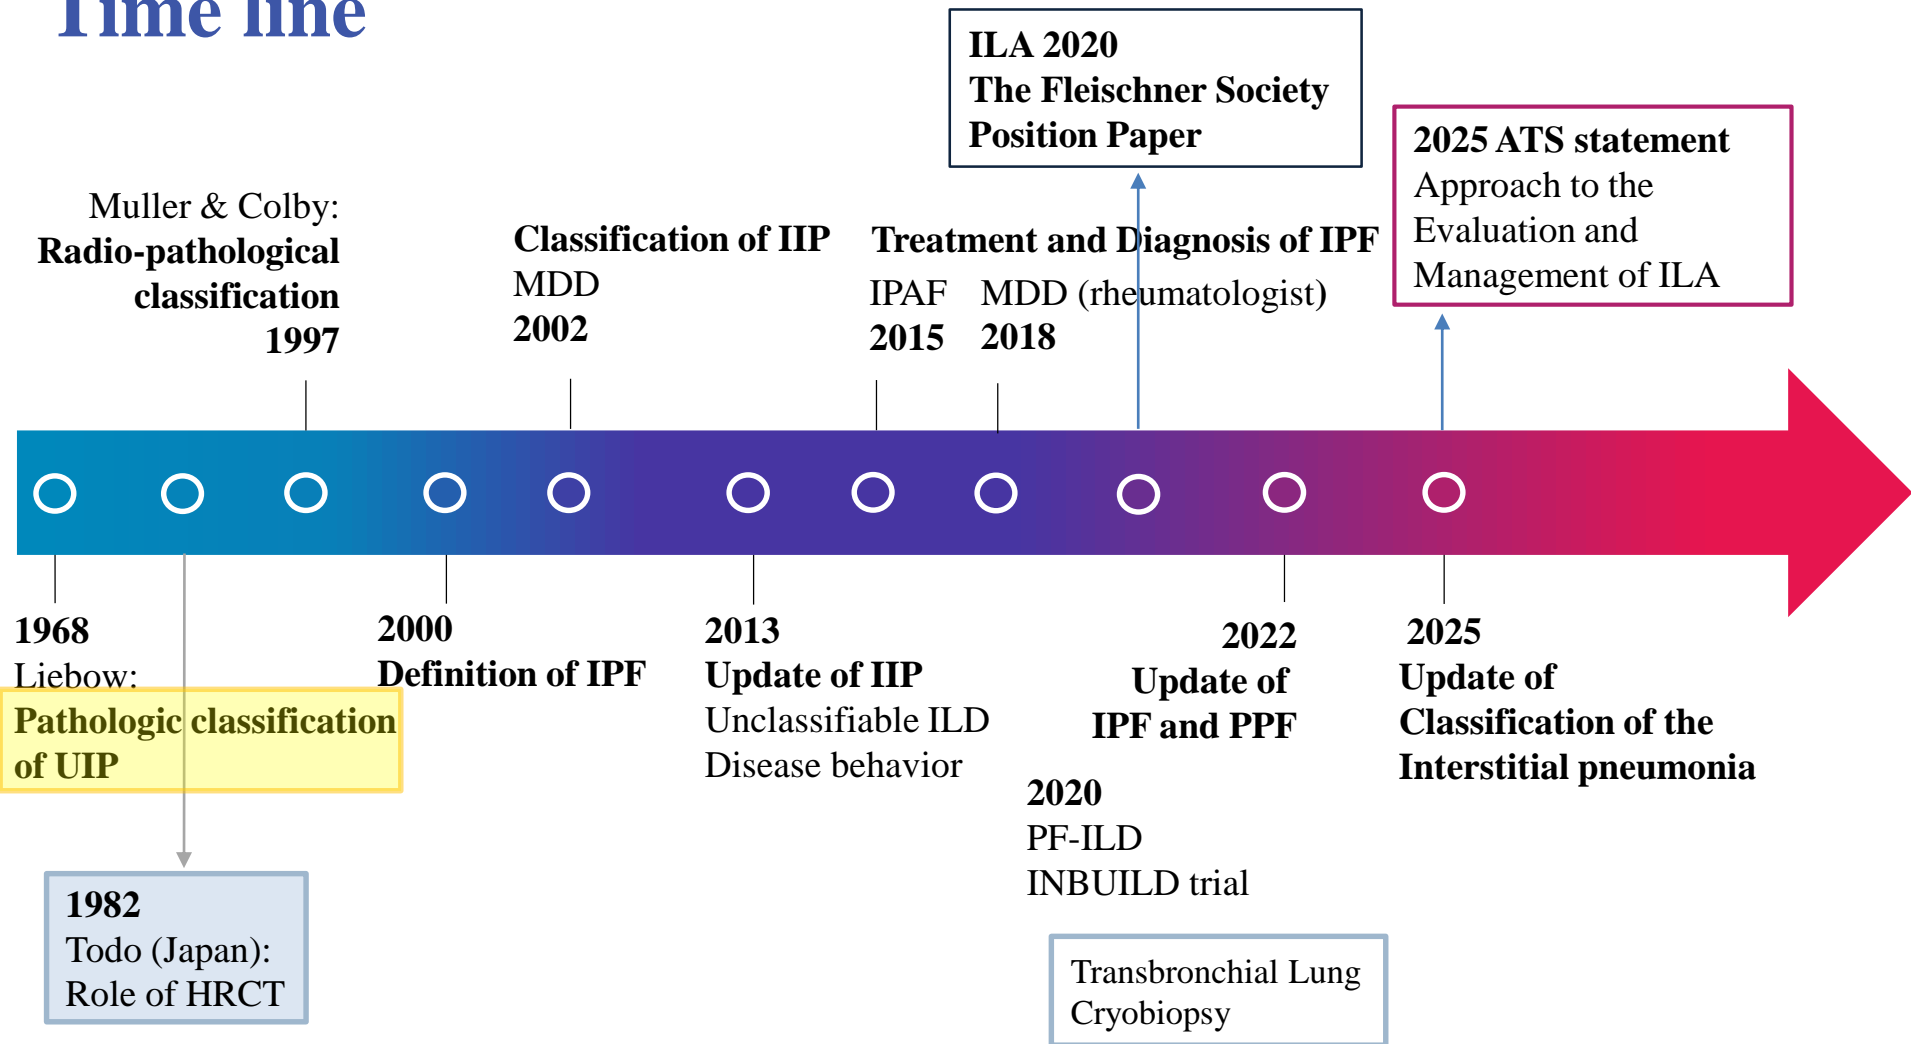 Time line
ILA 2020
The Fleischner Society
Position Paper
2025 ATS statement
Approach to the
Evaluation and
Management of ILA
Muller & Colby:
Radio-pathological
classification
1997
Classification of IIP
MDD
2002
Treatment and Diagnosis of IPF
IPAF
2015
MDD (rheumatologist)
2018
1968
Liebow:
Pathologic classification
of UIP
2000
Definition of IPF
2013
Update of IIP
Unclassifiable ILD
Disease behavior
2022
Update of
IPF and PPF
2025
Update of
Classification of the
Interstitial pneumonia
2020
PF-ILD
INBUILD trial
1982
Todo (Japan):
Role of HRCT
Transbronchial Lung
Cryobiopsy